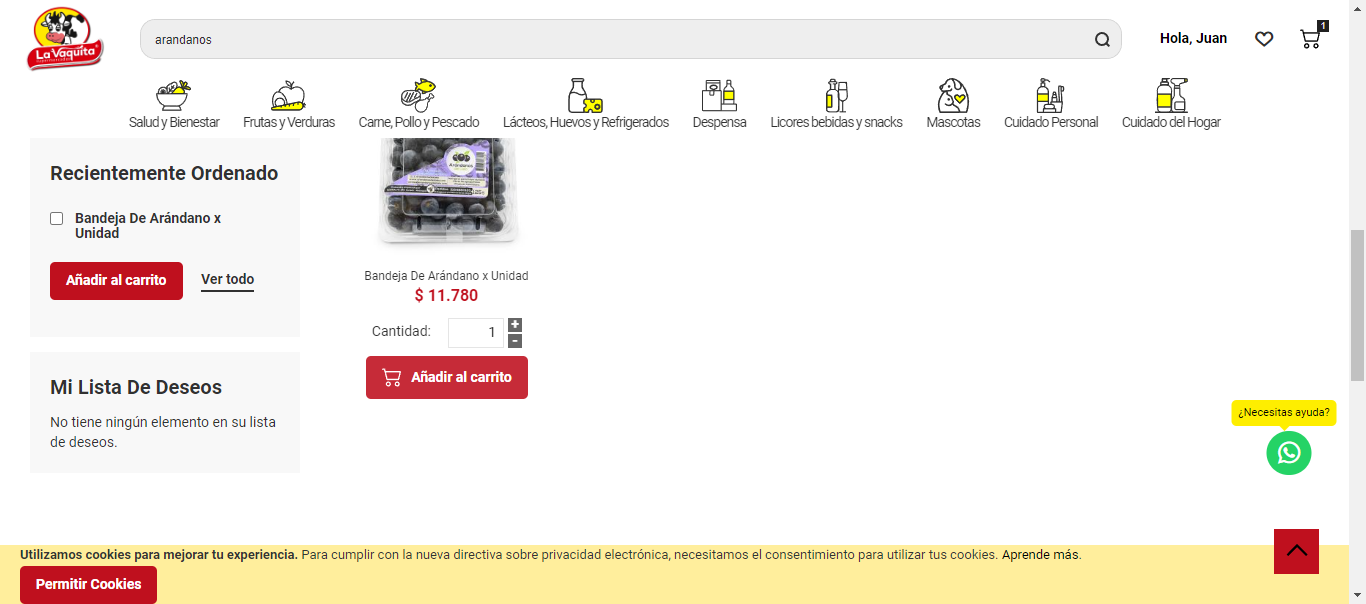 La Vaquita
arandanos
Hola, Juan
1
Salud y Bienestar
Frutas y Verduras
Carne, Pollo y Pescado
Lácteos, Huevos y Refrigerados
Despensa
Licores bebidas y snacks
Mascotas
Cuidado Personal
Cuidado del Hogar
Recientemente Ordenado
Bandeja De Arándano x
Unidad
Añadir al carrito
Ver todo
Mi Lista De Deseos
No tiene ningún elemento en su lista
de deseos.
Arándanos
Bandeja De Arándano x Unidad
$ 11.780
Cantidad:
1
+
-
Añadir al carrito
¿Necesitas ayuda?
Utilizamos cookies para mejorar tu experiencia. Para cumplir con la nueva directiva sobre privacidad electrónica, necesitamos el consentimiento para utilizar tus cookies. Aprende más.
Permitir Cookies